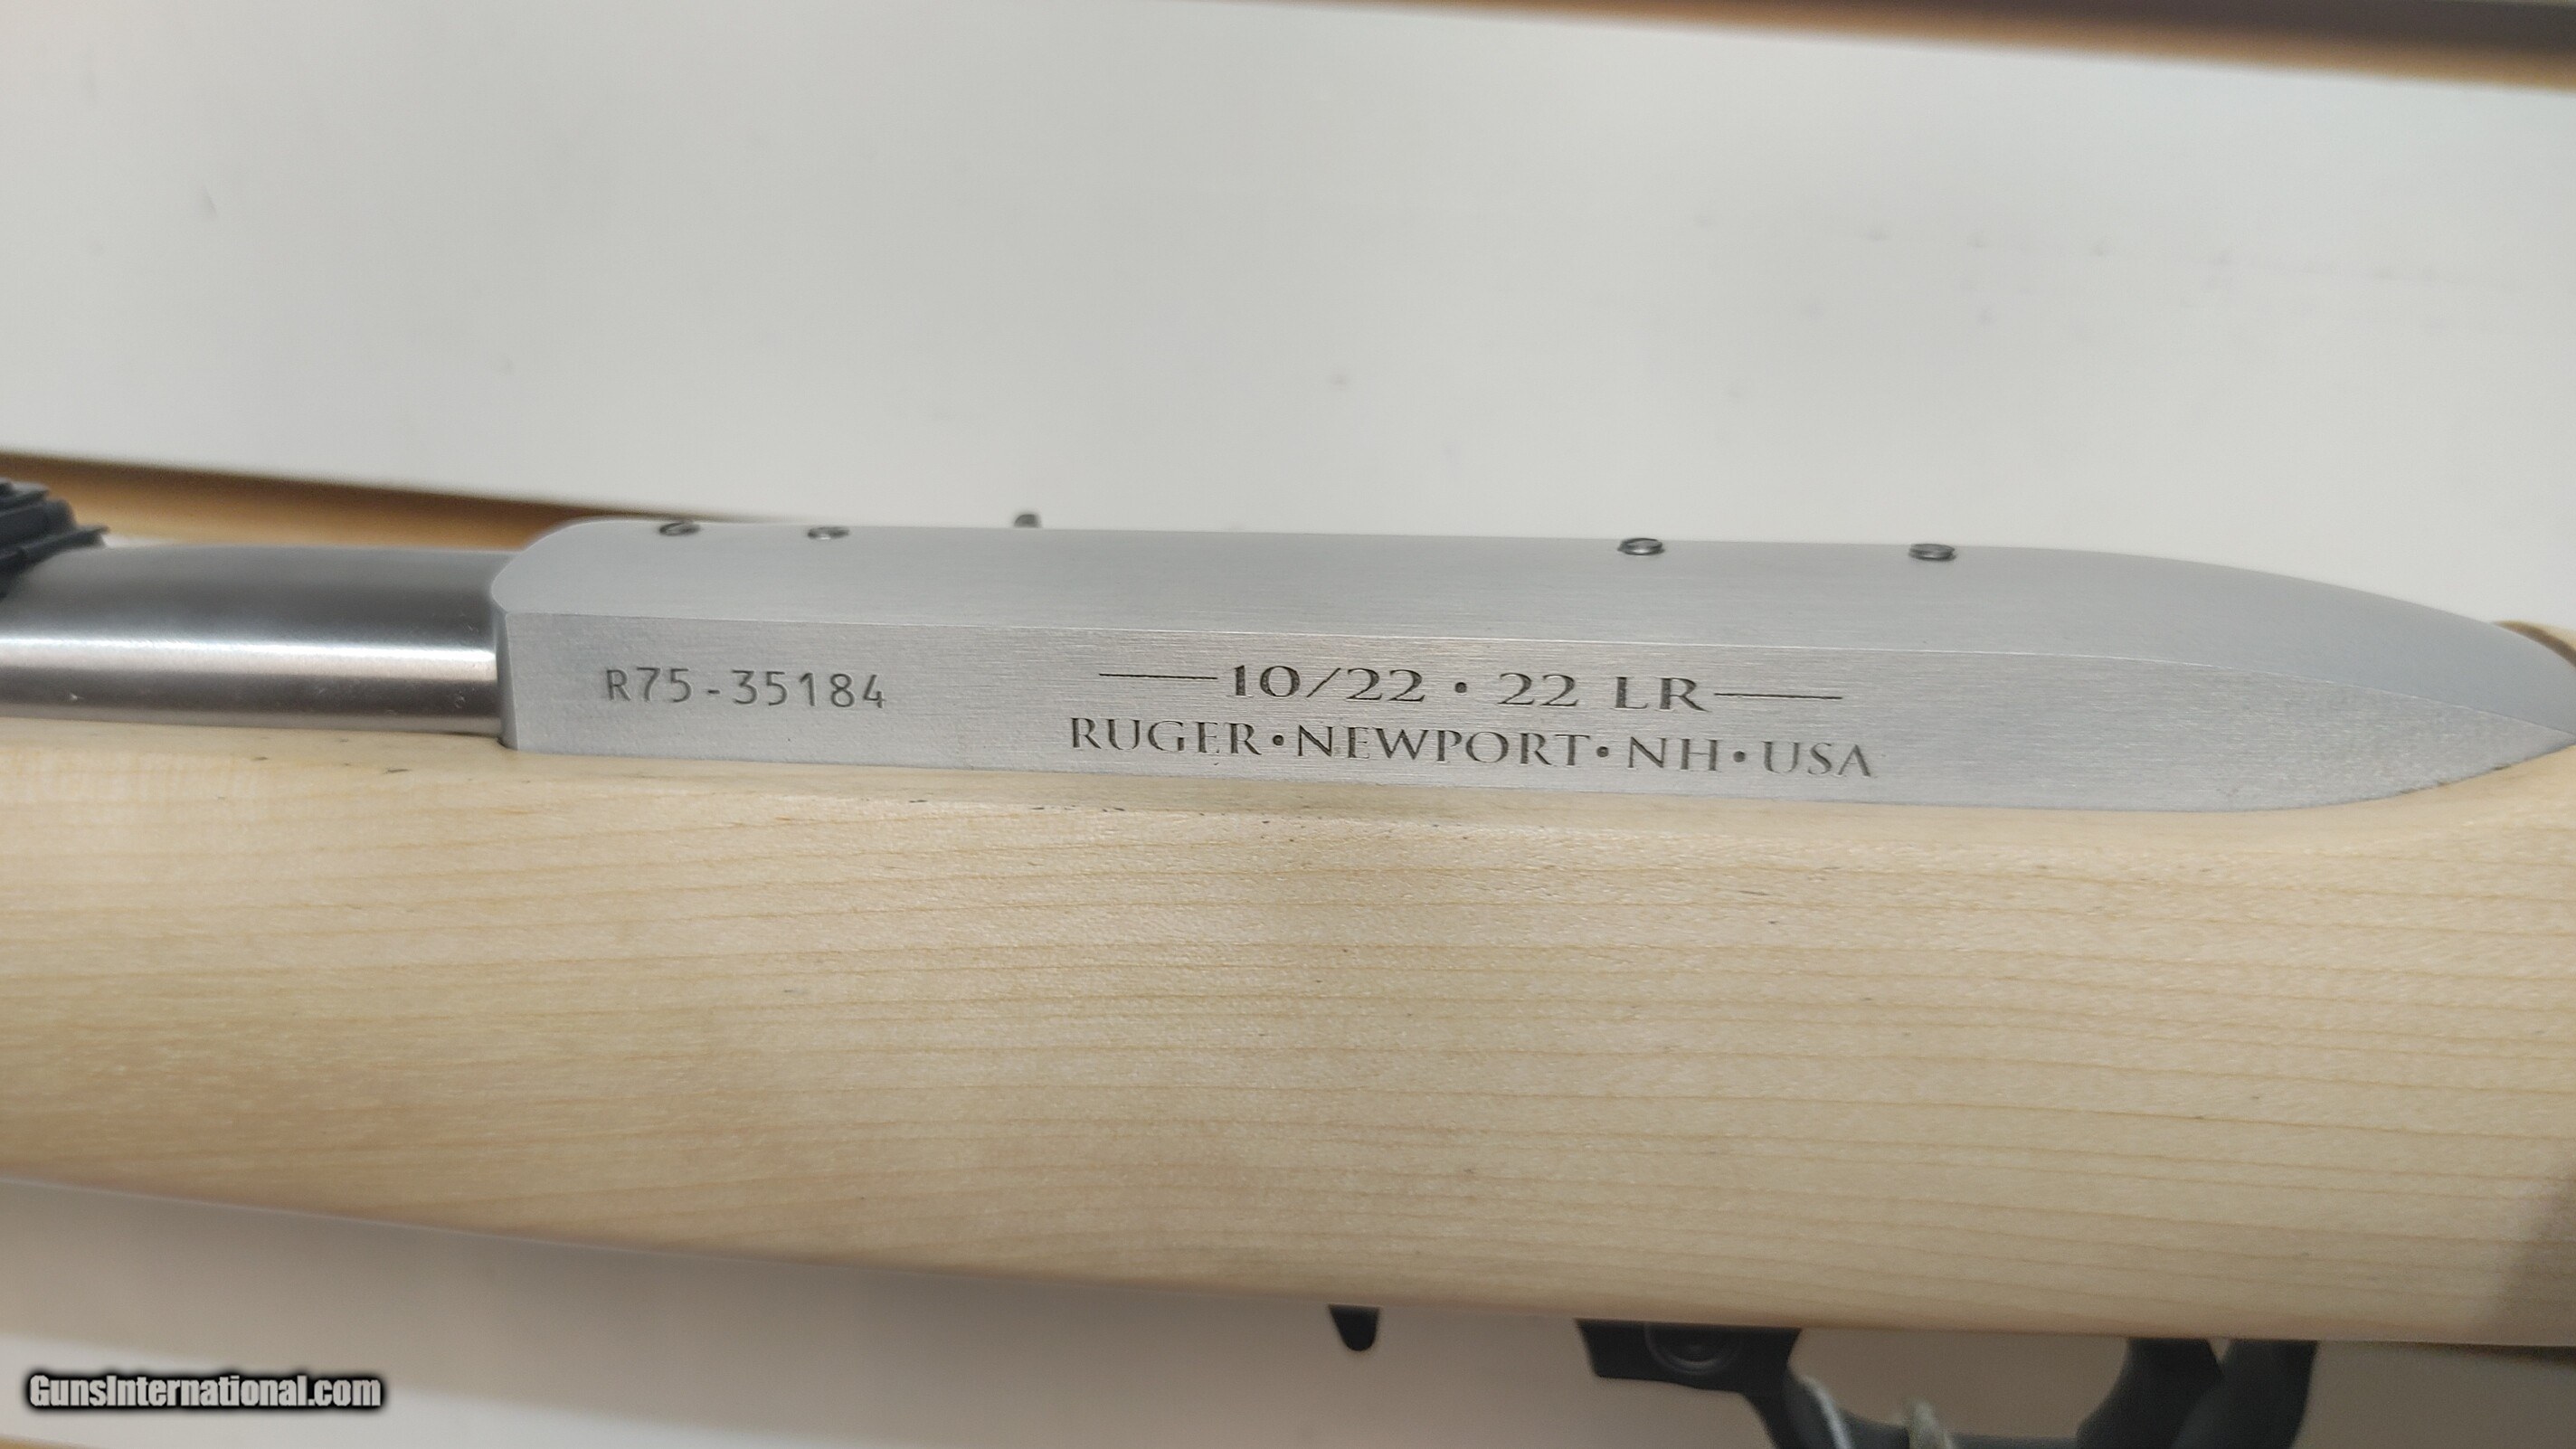 R75-35184
10/22 • 22 LR
RUGER•NEWPORT•NH•USA
GunsInternational.com